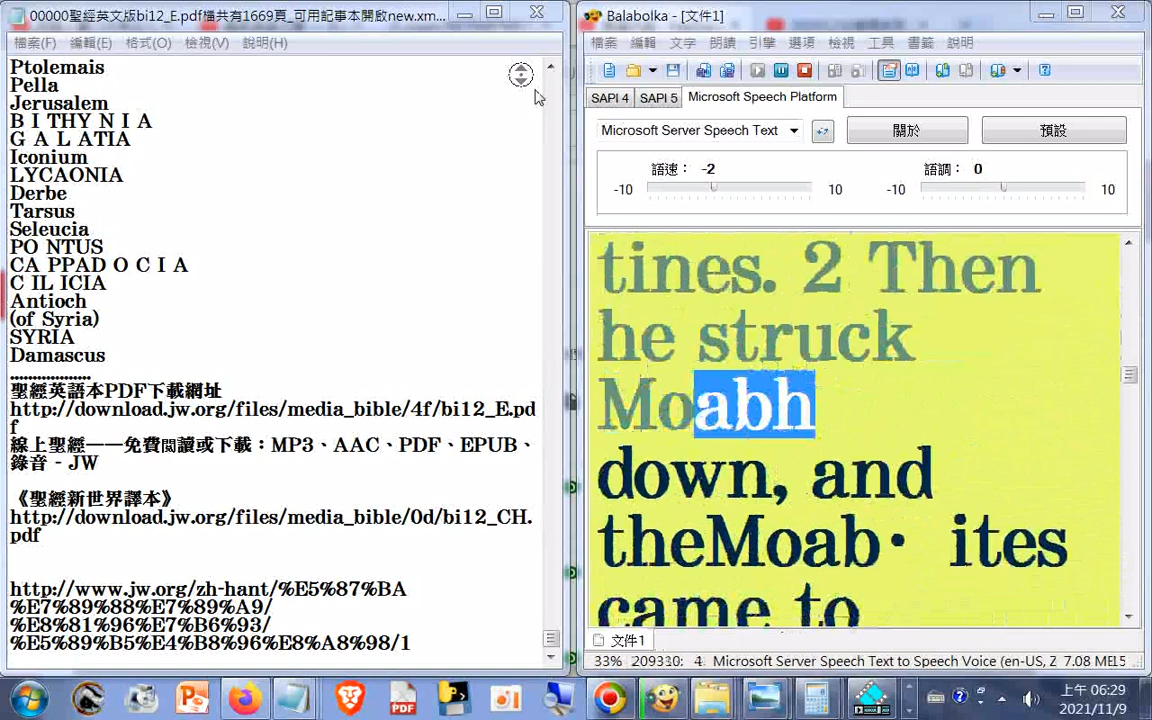 00000聖經英文版bi12_E.pdf檔共有1669頁_可用記事本開啟new.xm...
檔案(F) 編輯(E) 格式(O) 檢視(V) 說明(H)
Ptolemais
Pella
Jerusalem
B I THY N I A
G A L ATIA
Iconium
LYCAONIA
Derbe
Tarsus
Seleucia
PO NTUS
CA PPAD O C I A
C IL ICIA
Antioch
(of Syria)
SYRIA
Damascus
..................
聖經英語本PDF下載網址
http://download.jw.org/files/media_bible/4f/bi12_E.pd
f
線上聖經——免費閱讀或下載：MP3、AAC、PDF、EPUB、
錄音 - JW
《聖經新世界譯本》
http://download.jw.org/files/media_bible/0d/bi12_CH.
pdf
http://www.jw.org/zh-hant/%E5%87%BA
%E7%89%88%E7%89%A9/
%E8%81%96%E7%B6%93/
%E5%89%B5%E4%B8%96%E8%A8%98/1
Balabolka - [文件1]
檔案 編輯 文字 朗讀 引擎 選項 檢視 工具 書籤 說明
SAPI 4 SAPI 5 Microsoft Speech Platform
Microsoft Server Speech Text 關於 預設
語速： -2 語調： 0
-10 10 -10 10
tines. 2 Then
he struck
Moabh
down, and
theMoab· ites
came to
文件1
33% 209310: 4 Microsoft Server Speech Text to Speech Voice (en-US, Z 7.08 ME15
PDF
上午 06:29
2021/11/9